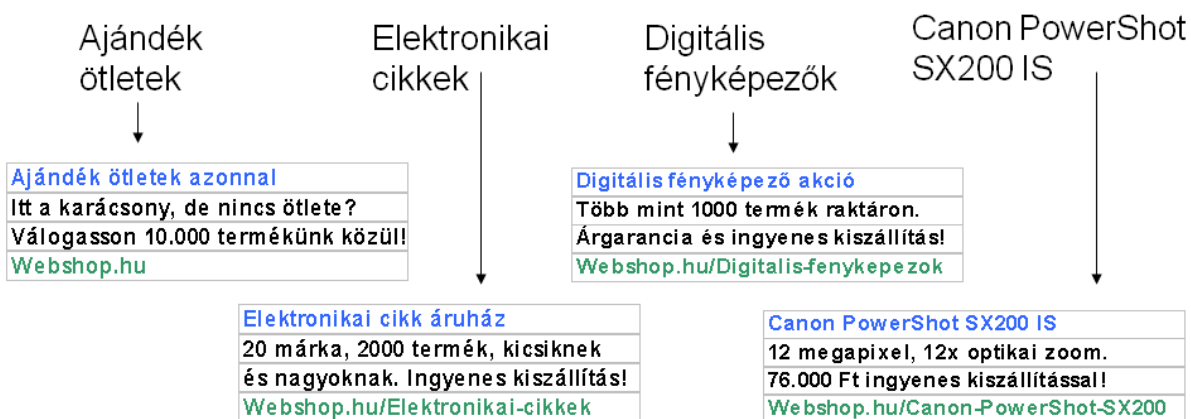 Ajándék
ötletek
Elektronikai
cikkek
Digitális
fényképezők
Canon PowerShot
SX200 IS
Ajándék ötletek azonnal
Itt a karácsony, de nincs ötlete?
Válogasson 10.000 termékünk közül!
Webshop.hu
Digitális fényképező akció
Több mint 1000 termék raktáron.
Árgarancia és ingyenes kiszállítás!
Webshop.hu/Digitalis-fenykepezok
Elektronikai cikk áruház
20 márka, 2000 termék, kicsiknek
és nagyoknak. Ingyenes kiszállítás!
Webshop.hu/Elektronikai-cikkek
Canon PowerShot SX200 IS
12 megapixel, 12x optikai zoom.
76.000 Ft ingyenes kiszállítással!
Webshop.hu/Canon-PowerShot-SX200